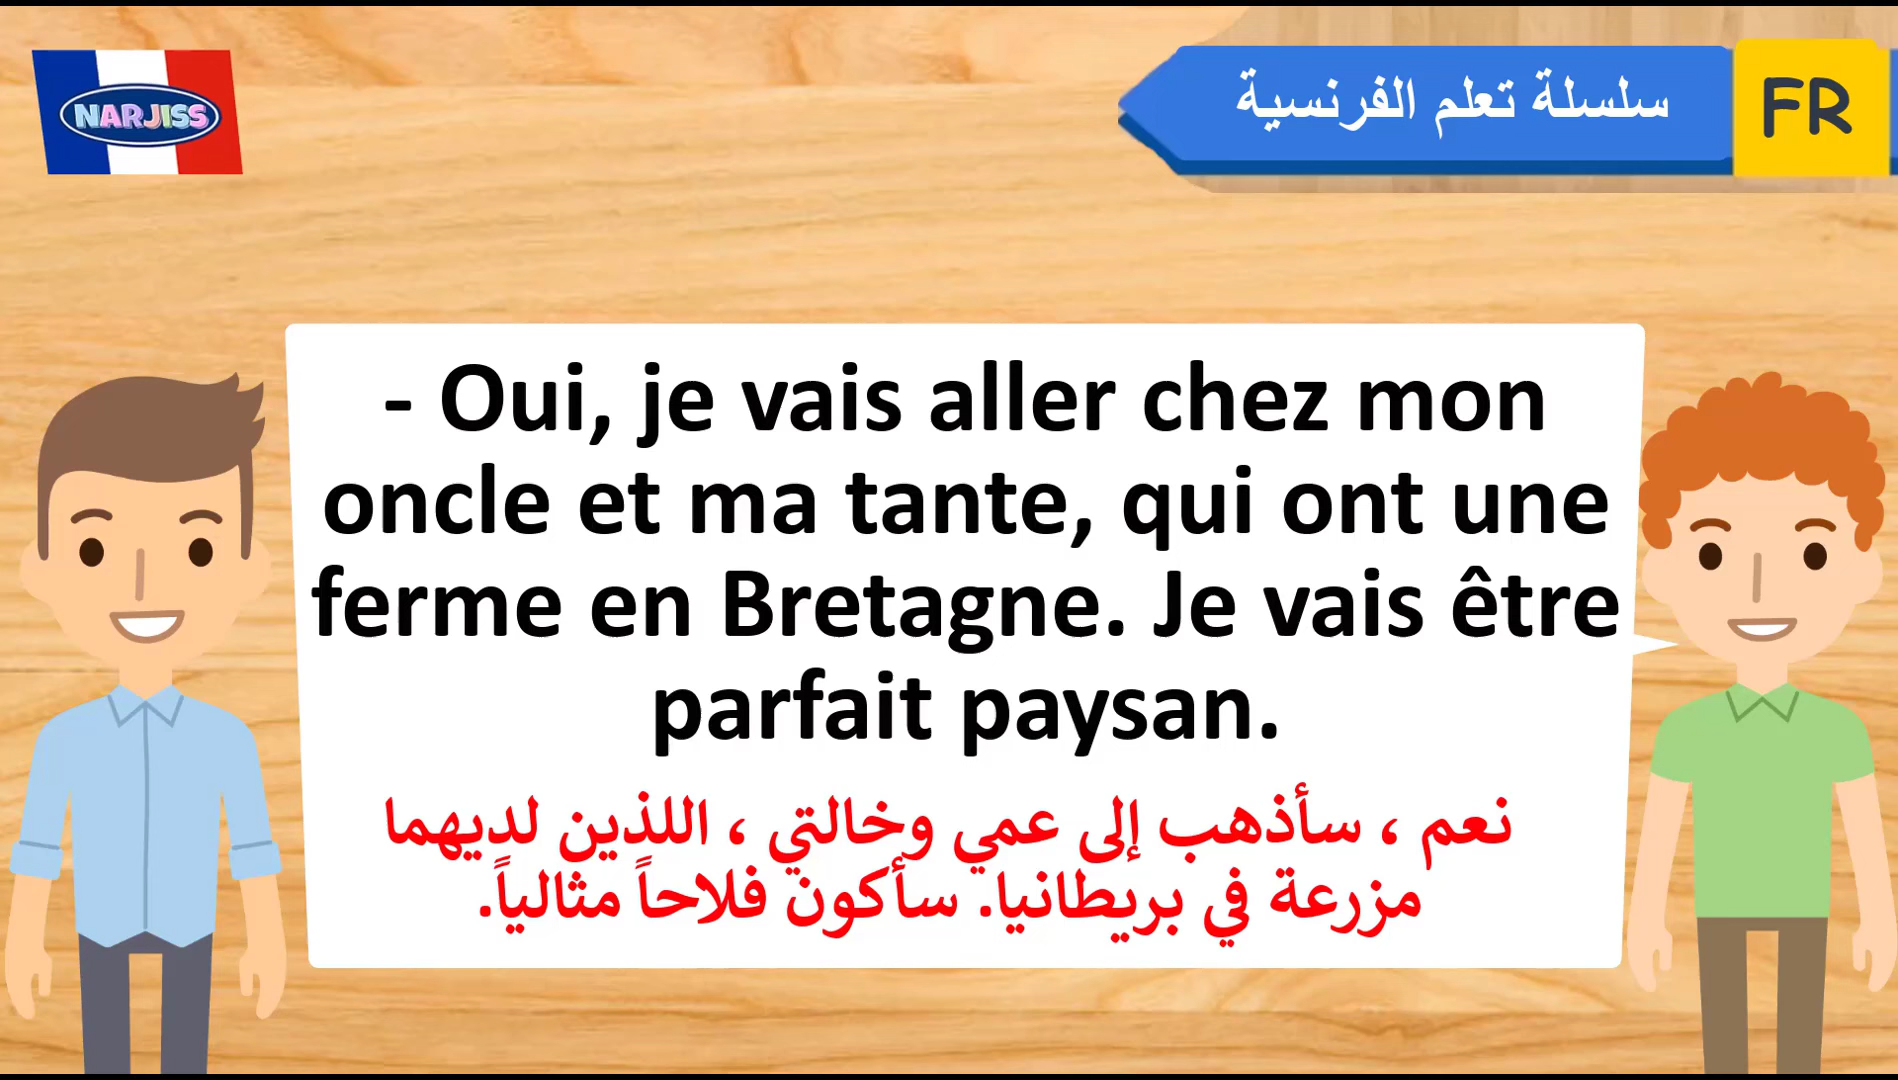 NARJISS
سلسلة تعلم الفرنسية
FR
- Oui, je vais aller chez mon
oncle et ma tante, qui ont une
ferme en Bretagne. Je vais être
parfait paysan.
نعم ، سأذهب إلى عمي وخالتي ، اللذين لديهما
مزرعة في بريطانيا. سأكون فلاحاً مثالياً.